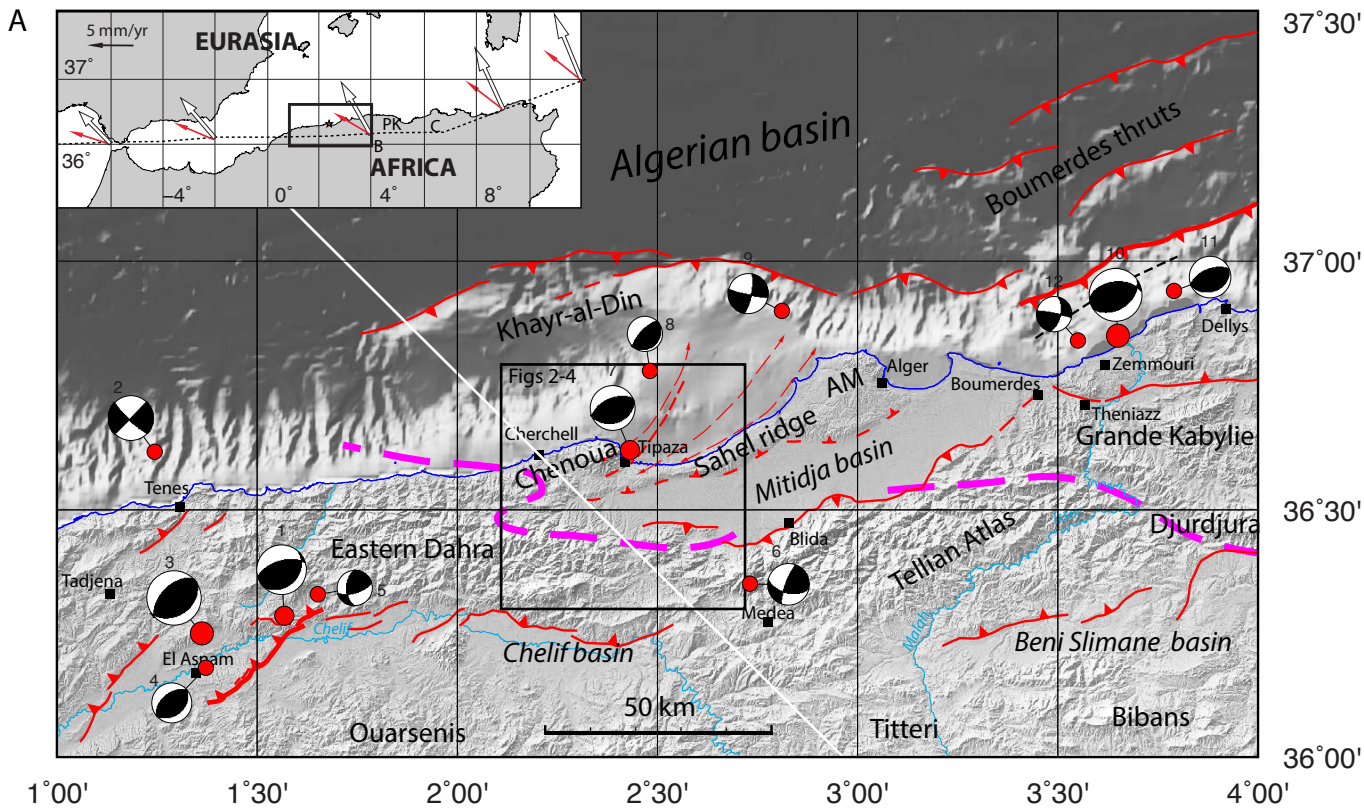 A
5 mm/yr
EURASIA
37°
36°
PK
C
B
AFRICA
−4°
0°
4°
8°
37°30'
Algerian basin
Boumerdes thruts
37°00'
Khayr-al-Din
9
8
10
11
12
2
Dellys
Zemmouri
Alger
AM
Boumerdes
Theniazz
Grande Kabylie
Figs 2-4
Cherchell
Tipaza
Chenoua
Sahel ridge
Mitidja basin
Tenes
36°30'
Blida
Djurdjura
Tellian Atlas
1
Eastern Dahra
3
5
6
Tadjena
Medea
Chelif
El Asnam
4
Chelif basin
Beni Slimane basin
50 km
Ouarsenis
Titteri
Bibans
36°00'
1°00'
1°30'
2°00'
2°30'
3°00'
3°30'
4°00'